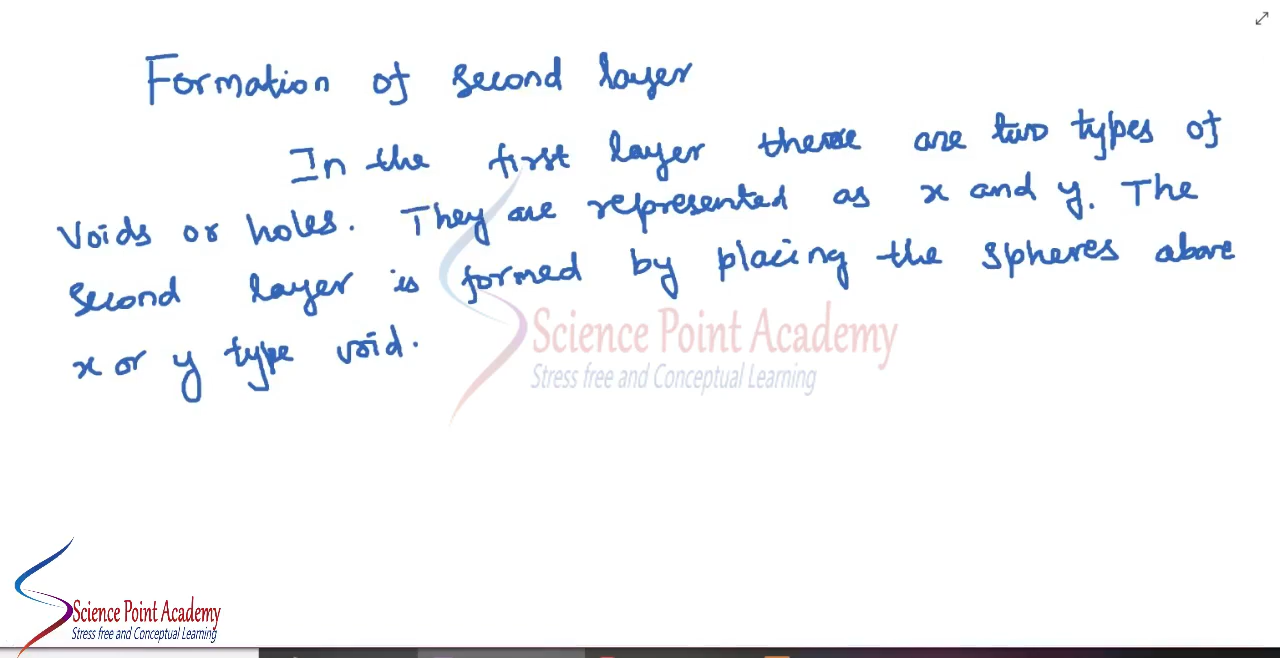 Formation of second layer
In the first layer there are two types of
voids or holes. They are represented as x and y. The
second layer is formed by placing the spheres above
x or y type void.
Science Point Academy
Stress free and Conceptual Learning
Science Point Academy
Stress free and Conceptual Learning